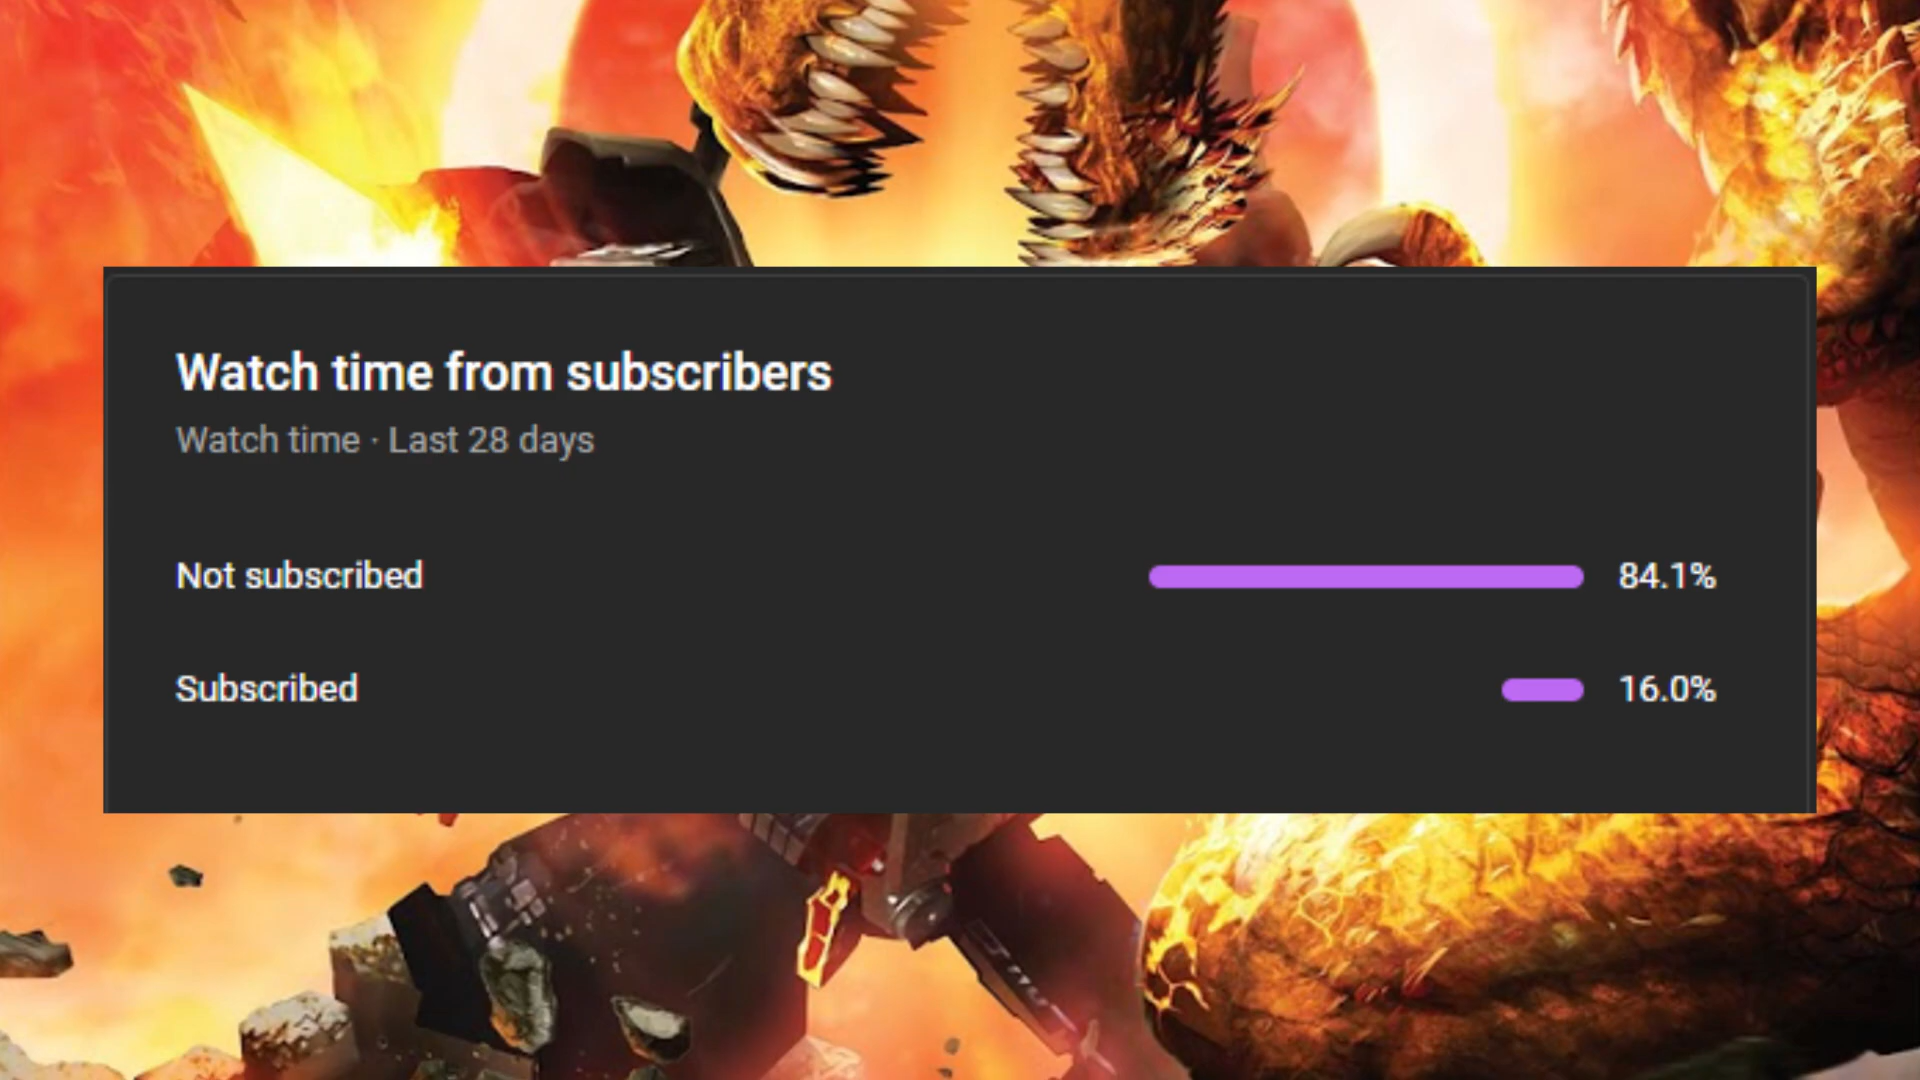 Watch time from subscribers
Watch time · Last 28 days
Not subscribed 84.1%
Subscribed 16.0%